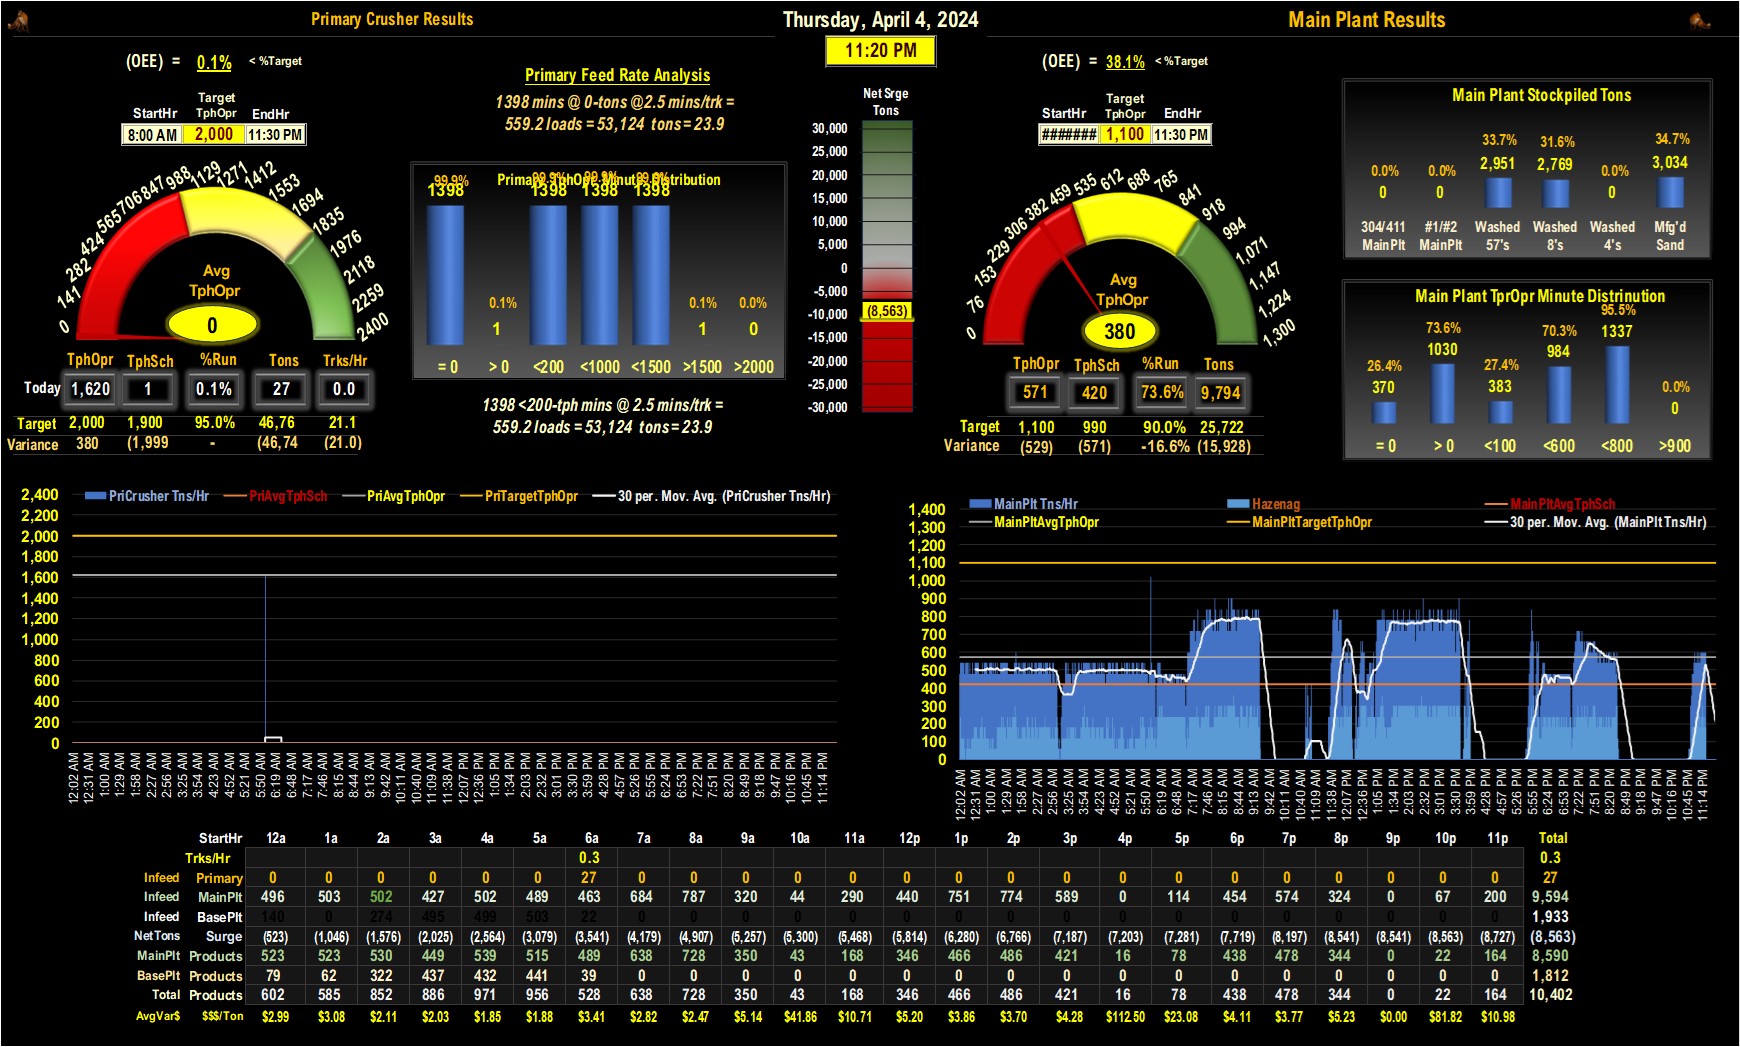 Primary Crusher Results
Thursday, April 4, 2024
Main Plant Results
11:20 PM
(OEE) = 0.1% < %Target
Target
StartHr TphOpr EndHr
8:00 AM 2,000 11:30 PM
Primary Feed Rate Analysis
1398 mins @ 0-tons @2.5 mins/trk =
559.2 loads = 53,124 tons = 23.9
0 141 282 424 565 706 847 988 1129 1271 1412 1553 1694 1835 1976 2118 2259 2400
Avg
TphOpr
0
TphOpr TphSch %Run Tons Trks/Hr
Today 1,620 1 0.1% 27 0.0
Target 2,000 1,900 95.0% 46,76 21.1
Variance 380 (1,999 - (46,74 (21.0)
Primary TphOpr Minute Distribution
99.9% 99.9% 99.9% 99.9%
1398 1398 1398 1398
0.1% 0.1% 0.0%
1 1 0
= 0 > 0 <200 <1000 <1500 >1500 >2000
1398 <200-tph mins @ 2.5 mins/trk =
559.2 loads = 53,124 tons = 23.9
Net Srge
Tons
30,000
25,000
20,000
15,000
10,000
5,000
0
-5,000
(8,563)
-10,000
-15,000
-20,000
-25,000
-30,000
(OEE) = 38.1% < %Target
Target
StartHr TphOpr EndHr
####### 1,100 11:30 PM
0 76 153 229 306 382 459 535 612 688 765 841 918 994 1,071 1,147 1,224 1,300
Avg
TphOpr
380
TphOpr TphSch %Run Tons
571 420 73.6% 9,794
Target 1,100 990 90.0% 25,722
Variance (529) (571) -16.6% (15,928)
Main Plant Stockpiled Tons
0.0% 0.0% 33.7% 31.6% 0.0% 34.7%
0 0 2,951 2,769 0 3,034
304/411 #1/#2 Washed Washed Washed Mfg'd
MainPlt MainPlt 57's 8's 4's Sand
Main Plant TprOpr Minute Distrinution
26.4% 73.6% 27.4% 70.3% 95.5% 0.0%
370 1030 383 984 1337 0
= 0 > 0 <100 <600 <800 >900
PriCrusher Tns/Hr PriAvgTphSch PriAvgTphOpr PriTargetTphOpr 30 per. Mov. Avg. (PriCrusher Tns/Hr)
2,400
2,200
2,000
1,800
1,600
1,400
1,200
1,000
800
600
400
200
0
12:02 AM 12:31 AM 1:00 AM 1:29 AM 1:58 AM 2:27 AM 2:56 AM 3:25 AM 3:54 AM 4:23 AM 4:52 AM 5:21 AM 5:50 AM 6:19 AM 6:48 AM 7:17 AM 7:46 AM 8:15 AM 8:44 AM 9:13 AM 9:42 AM 10:11 AM 10:40 AM 11:09 AM 11:38 AM 12:07 PM 12:36 PM 1:05 PM 1:34 PM 2:03 PM 2:32 PM 3:01 PM 3:30 PM 3:59 PM 4:28 PM 4:57 PM 5:26 PM 5:55 PM 6:24 PM 6:53 PM 7:22 PM 7:51 PM 8:20 PM 8:49 PM 9:18 PM 9:47 PM 10:16 PM 10:45 PM 11:14 PM
MainPlt Tns/Hr Hazenag MainPltAvgTphSch
MainPltAvgTphOpr MainPltTargetTphOpr 30 per. Mov. Avg. (MainPlt Tns/Hr)
1,400
1,300
1,200
1,100
1,000
900
800
700
600
500
400
300
200
100
0
12:02 AM 12:31 AM 1:00 AM 1:29 AM 1:58 AM 2:27 AM 2:56 AM 3:25 AM 3:54 AM 4:23 AM 4:52 AM 5:21 AM 5:50 AM 6:19 AM 6:48 AM 7:17 AM 7:46 AM 8:15 AM 8:44 AM 9:13 AM 9:42 AM 10:11 AM 10:40 AM 11:09 AM 11:38 AM 12:07 PM 12:36 PM 1:05 PM 1:34 PM 2:03 PM 2:32 PM 3:01 PM 3:30 PM 3:59 PM 4:28 PM 4:57 PM 5:26 PM 5:55 PM 6:24 PM 6:53 PM 7:22 PM 7:51 PM 8:20 PM 8:49 PM 9:18 PM 9:47 PM 10:16 PM 10:45 PM 11:14 PM
StartHr 12a 1a 2a 3a 4a 5a 6a 7a 8a 9a 10a 11a 12p 1p 2p 3p 4p 5p 6p 7p 8p 9p 10p 11p Total
Trks/Hr 0.3 0.3
Infeed Primary 0 0 0 0 0 0 27 0 0 0 0 0 0 0 0 0 0 0 0 0 0 0 0 0 27
Infeed MainPlt 496 503 502 427 502 489 463 684 787 320 44 290 440 751 774 589 0 114 454 574 324 0 67 200 9,594
Infeed BasePlt 140 0 274 495 499 503 22 0 0 0 0 0 0 0 0 0 0 0 0 0 0 0 0 0 1,933
NetTons Surge (523) (1,046) (1,576) (2,025) (2,564) (3,079) (3,541) (4,179) (4,907) (5,257) (5,300) (5,468) (5,814) (6,280) (6,766) (7,187) (7,203) (7,281) (7,719) (8,197) (8,541) (8,541) (8,563) (8,727) (8,563)
MainPlt Products 523 523 530 449 539 515 489 638 728 350 43 168 346 466 486 421 16 78 438 478 344 0 22 164 8,590
BasePlt Products 79 62 322 437 432 441 39 0 0 0 0 0 0 0 0 0 0 0 0 0 0 0 0 0 1,812
Total Products 602 585 852 886 971 956 528 638 728 350 43 168 346 466 486 421 16 78 438 478 344 0 22 164 10,402
AvgVar$ $$$/Ton $2.99 $3.08 $2.11 $2.03 $1.85 $1.88 $3.41 $2.82 $2.47 $5.14 $41.86 $10.71 $5.20 $3.86 $3.70 $4.28 $112.50 $23.08 $4.11 $3.77 $5.23 $0.00 $81.82 $10.98